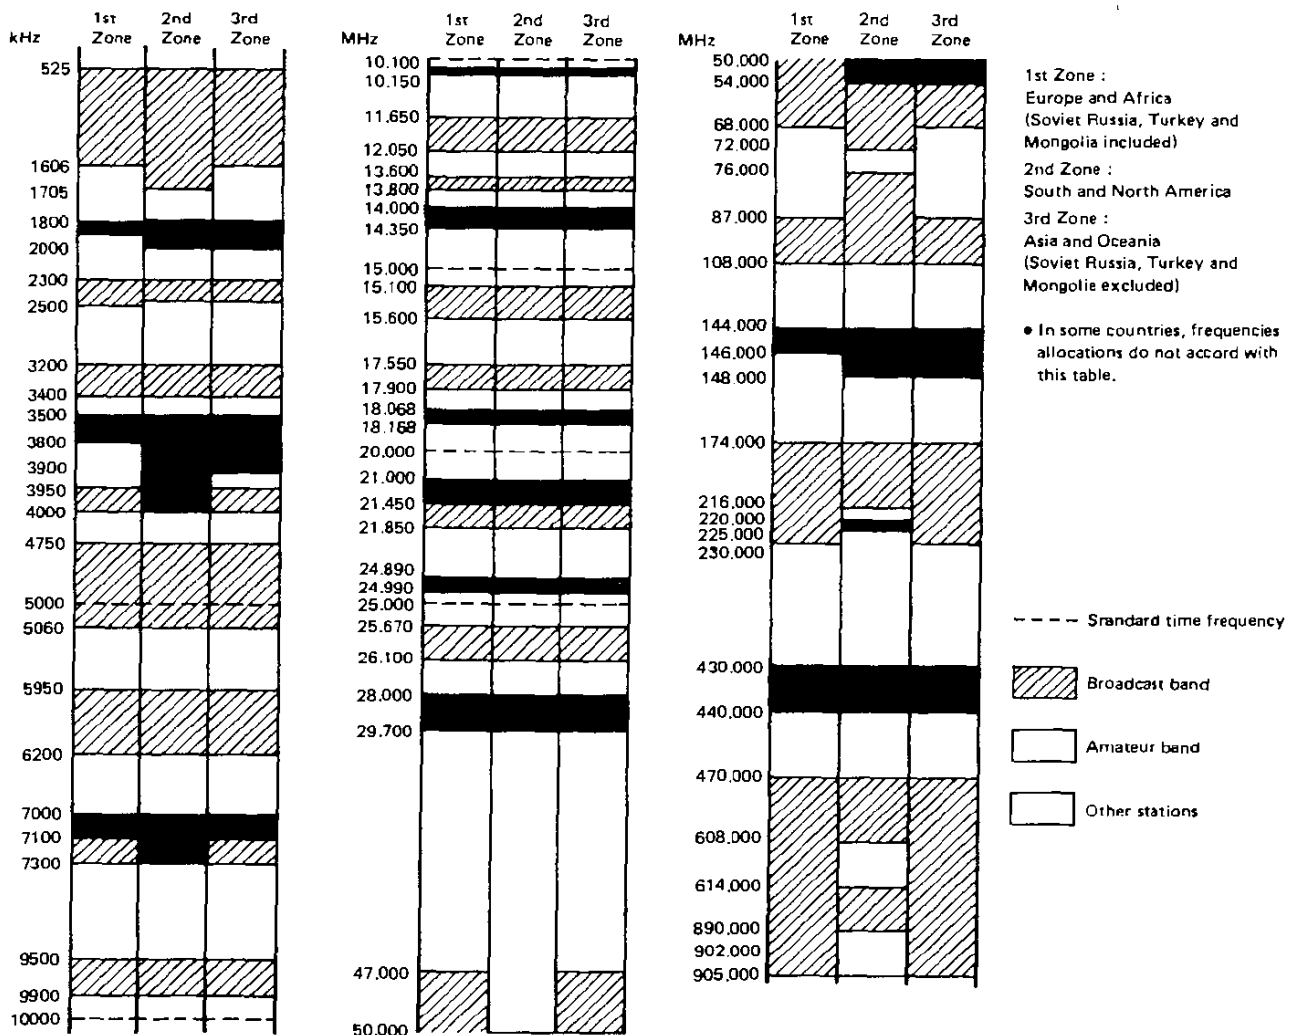 kHz
1st Zone
2nd Zone
3rd Zone
525
1606
1705
1800
2000
2300
2500
3200
3400
3500
3800
3900
3950
4000
4750
5000
5060
5950
6200
7000
7100
7300
9500
9900
10000
MHz
1st Zone
2nd Zone
3rd Zone
10.100
10.150
11.650
12.050
13.600
13.800
14.000
14.350
15.000
15.100
15.600
17.550
17.900
18.068
18.168
20.000
21.000
21.450
21.850
24.890
24.990
25.000
25.670
26.100
28.000
29.700
47.000
50.000
MHz
1st Zone
2nd Zone
3rd Zone
50.000
54.000
68.000
72.000
76.000
87.000
108.000
144.000
146.000
148.000
174.000
216.000
220.000
225.000
230.000
430.000
440.000
470.000
608.000
614.000
890.000
902.000
905.000
1st Zone :
Europe and Africa
(Soviet Russia, Turkey and
Mongolia included)
2nd Zone :
South and North America
3rd Zone :
Asia and Oceania
(Soviet Russia, Turkey and
Mongolie excluded)
• In some countries, frequencies
allocations do not accord with
this table.
Srandard time frequency
Broadcast band
Amateur band
Other stations